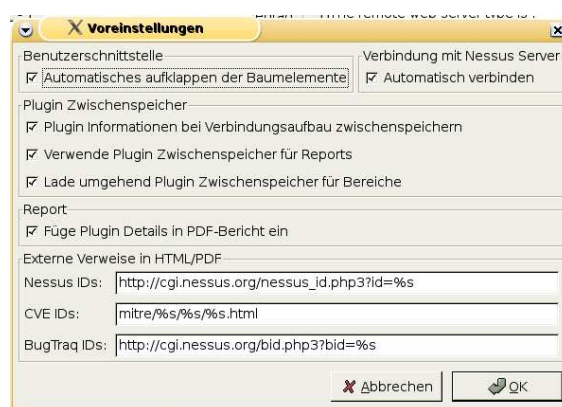 Voreinstellungen
Benutzerschnittstelle
Automatisches aufklappen der Baumelemente
Verbindung mit Nessus Server
Automatisch verbinden
Plugin Zwischenspeicher
Plugin Informationen bei Verbindungsaufbau zwischenspeichern
Verwende Plugin Zwischenspeicher für Reports
Lade umgehend Plugin Zwischenspeicher für Bereiche
Report
Füge Plugin Details in PDF-Bericht ein
Externe Verweise in HTML/PDF
Nessus IDs: http://cgi.nessus.org/nessus_id.php3?id=%s
CVE IDs: mitre/%s/%s/%s.html
BugTraq IDs: http://cgi.nessus.org/bid.php3?bid=%s
Abbrechen OK